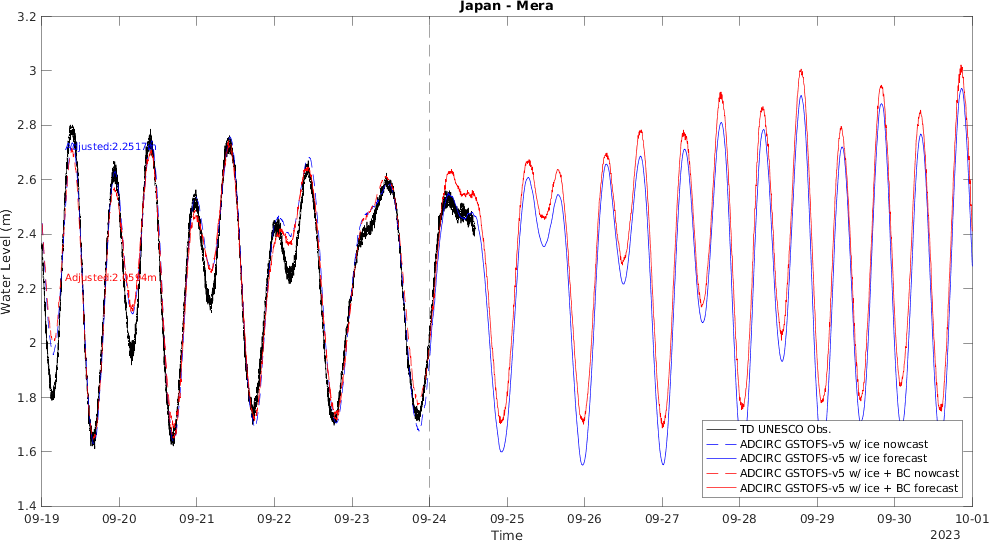 Japan - Mera
3.2
3
2.8
2.6
2.4
2.2
2
1.8
1.6
1.4
Water Level (m)
Adjusted:2.2517m
TD UNESCO Obs.
ADCIRC GSTOFS-v5 w/ ice nowcast
ADCIRC GSTOFS-v5 w/ ice forecast
ADCIRC GSTOFS-v5 w/ ice + BC nowcast
ADCIRC GSTOFS-v5 w/ ice + BC forecast
09-19 09-20 09-21 09-22 09-23 09-24 09-25 09-26 09-27 09-28 09-29 09-30 10-01
Time
2023